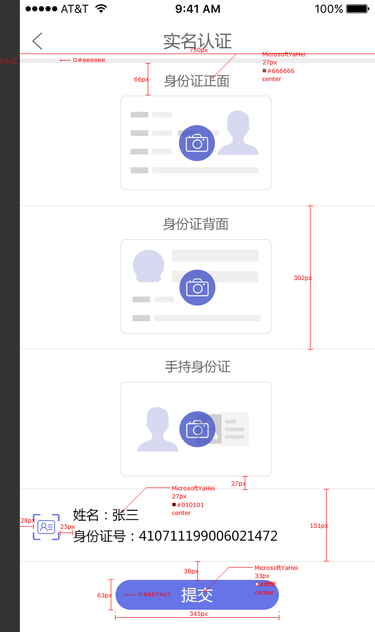 AT&T 9:41 AM 100%
实名认证
750px
#eeeeee
MicrosoftYaHei
27px
#666666
center
66px
身份证正面
身份证背面
302px
手持身份证
27px
MicrosoftYaHei
27px
#010101
center
姓名：张三
28px
25px
151px
身份证号：410711199006021472
38px
MicrosoftYaHei
33px
#ffffff
center
63px
#6674e7
提交
345px